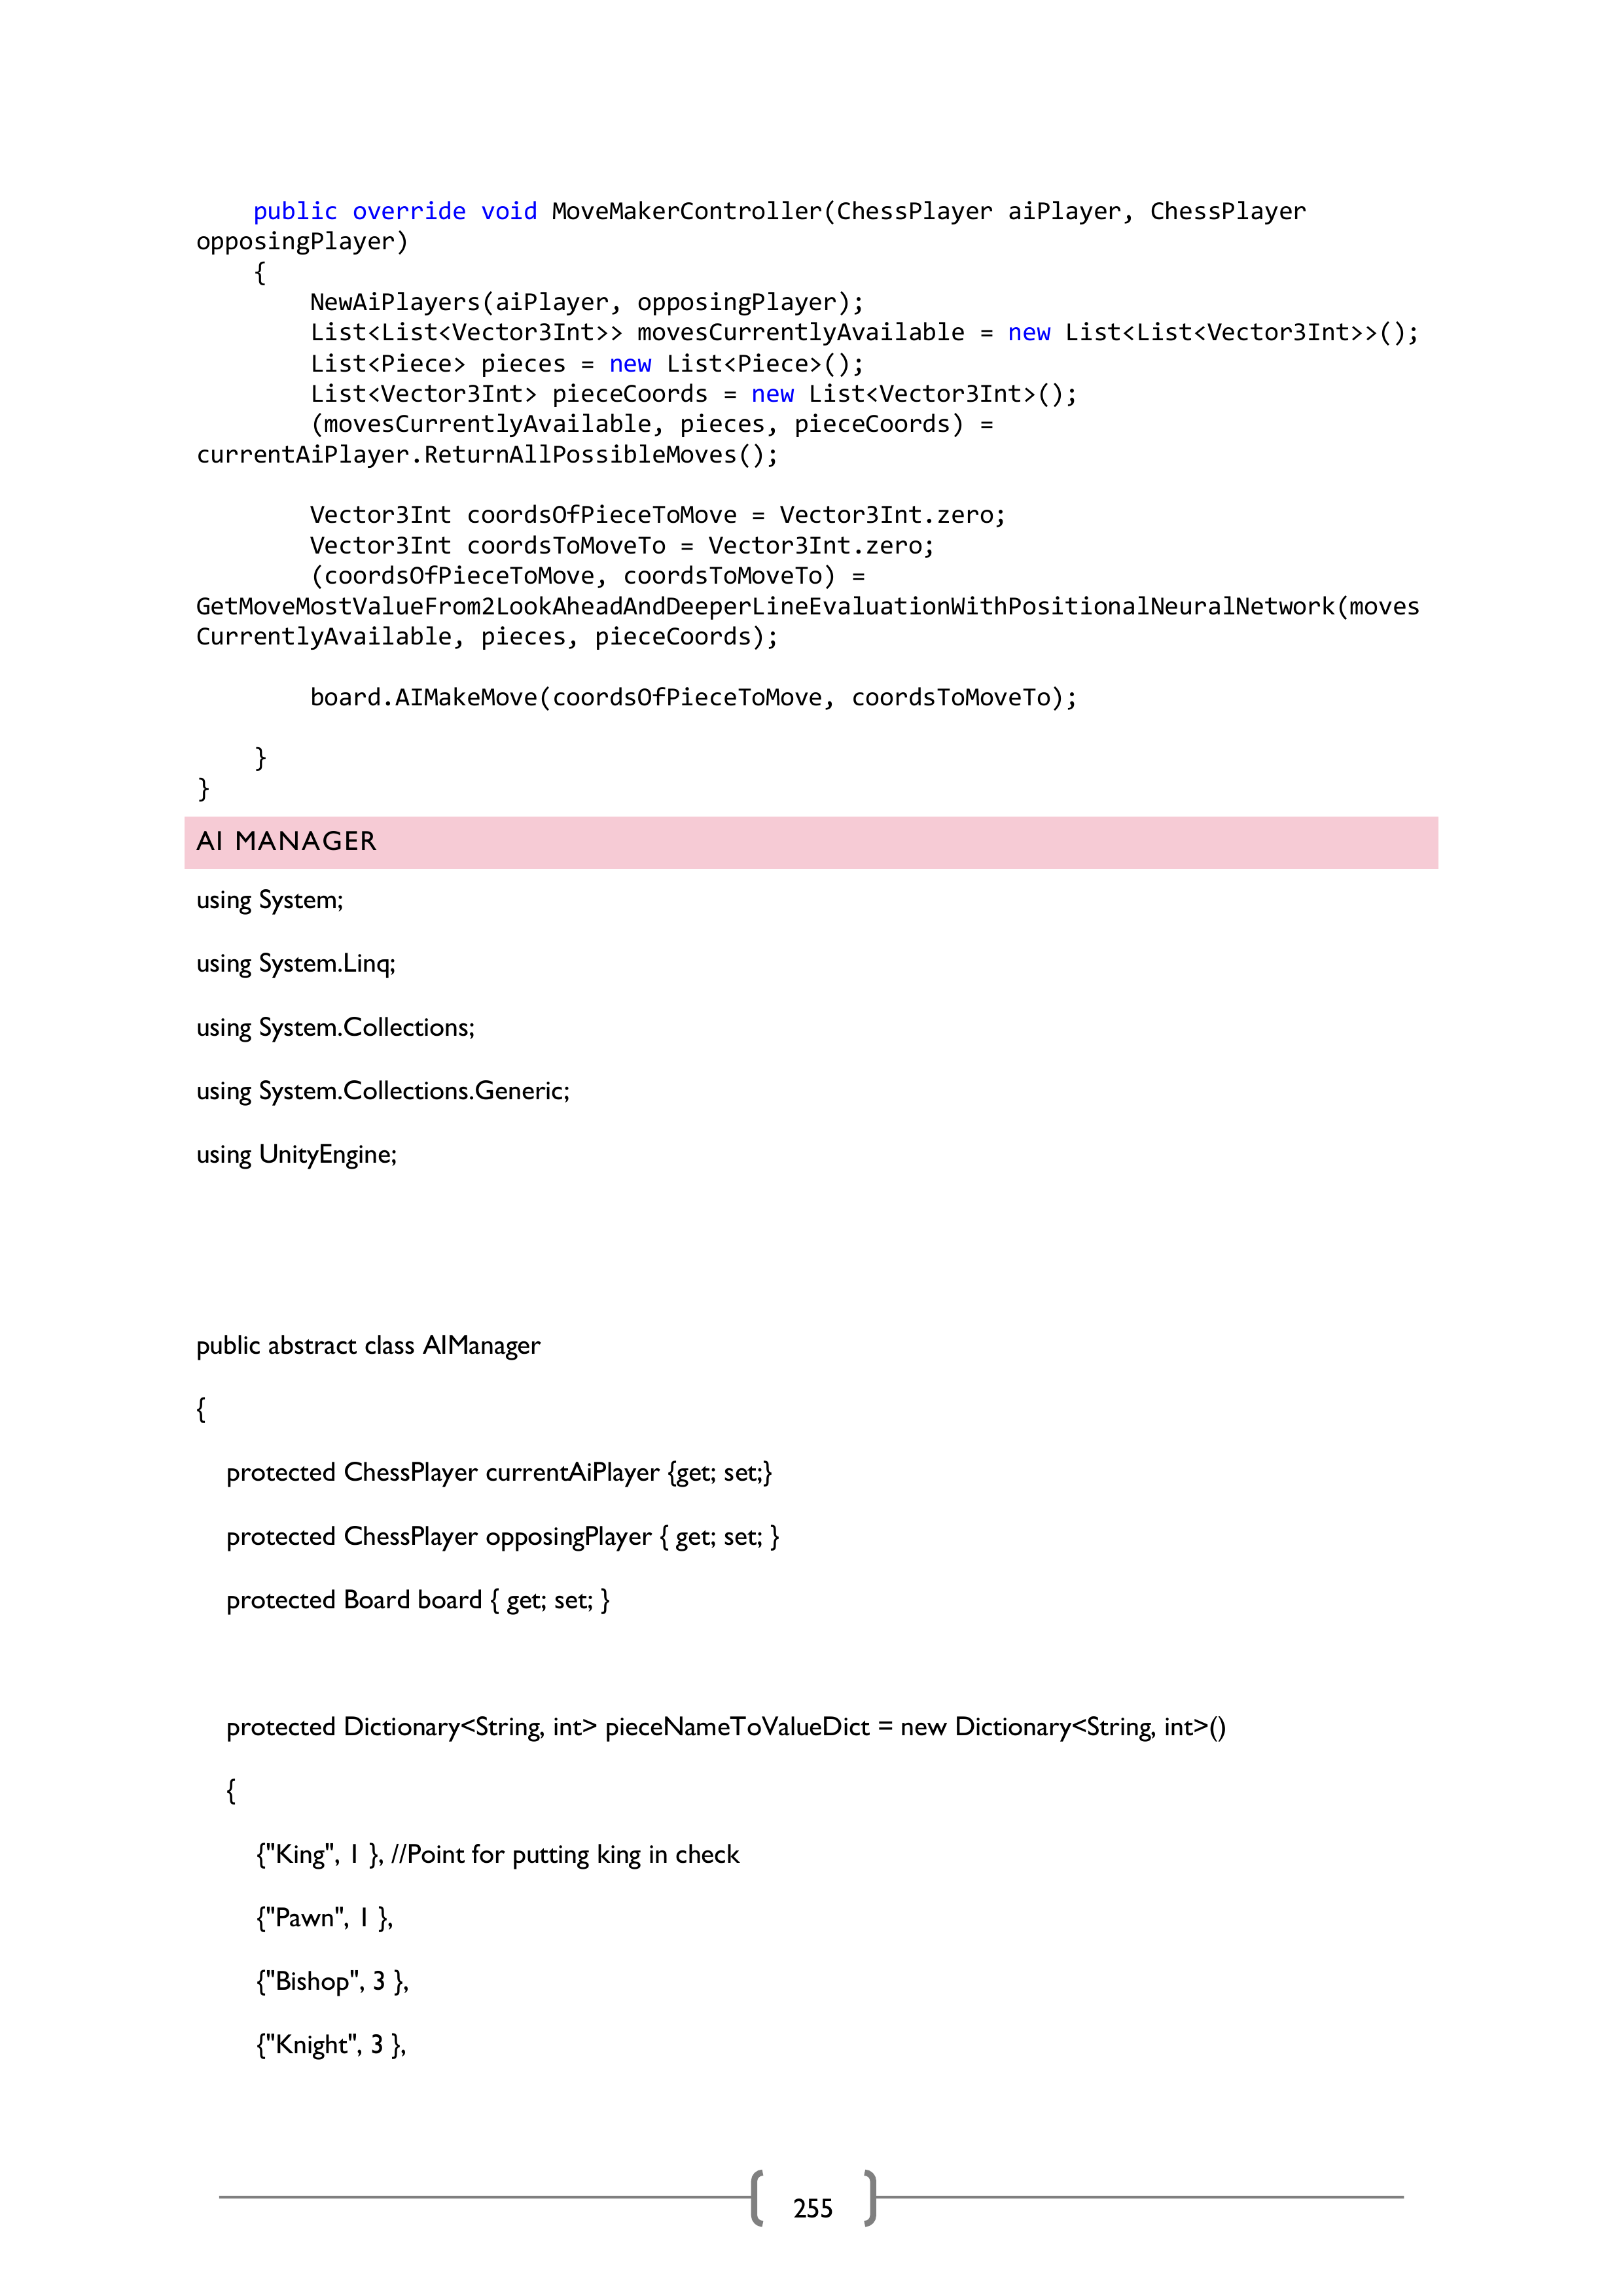 public override void MoveMakerController(ChessPlayer aiPlayer, ChessPlayer
opposingPlayer)
    {
        NewAiPlayers(aiPlayer, opposingPlayer);
        List<List<Vector3Int>> movesCurrentlyAvailable = new List<List<Vector3Int>>();
        List<Piece> pieces = new List<Piece>();
        List<Vector3Int> pieceCoords = new List<Vector3Int>();
        (movesCurrentlyAvailable, pieces, pieceCoords) =
currentAiPlayer.ReturnAllPossibleMoves();

        Vector3Int coordsOfPieceToMove = Vector3Int.zero;
        Vector3Int coordsToMoveTo = Vector3Int.zero;
        (coordsOfPieceToMove, coordsToMoveTo) =
GetMoveMostValueFrom2LookAheadAndDeeperLineEvaluationWithPositionalNeuralNetwork(moves
CurrentlyAvailable, pieces, pieceCoords);

        board.AIMakeMove(coordsOfPieceToMove, coordsToMoveTo);

    }
}
AI MANAGER
using System;
using System.Linq;
using System.Collections;
using System.Collections.Generic;
using UnityEngine;

public abstract class AIManager
{
    protected ChessPlayer currentAiPlayer {get; set;}
    protected ChessPlayer opposingPlayer { get; set; }
    protected Board board { get; set; }

    protected Dictionary<String, int> pieceNameToValueDict = new Dictionary<String, int>()
    {
        {"King", 1 }, //Point for putting king in check
        {"Pawn", 1 },
        {"Bishop", 3 },
        {"Knight", 3 },
255